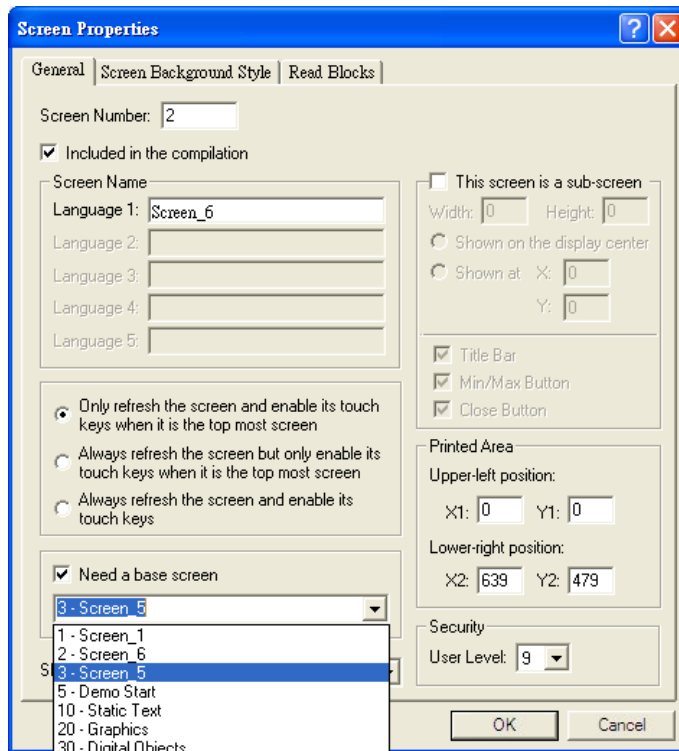 Screen Properties
General
Screen Background Style
Read Blocks
Screen Number: 2
Included in the compilation
Screen Name
Language 1: Screen_6
Language 2:
Language 3:
Language 4:
Language 5:
This screen is a sub-screen
Width: 0 Height: 0
Shown on the display center
Shown at X: 0
Y: 0
Title Bar
Min/Max Button
Close Button
Only refresh the screen and enable its touch
keys when it is the top most screen
Always refresh the screen but only enable its
touch keys when it is the top most screen
Always refresh the screen and enable its
touch keys
Printed Area
Upper-left position:
X1: 0 Y1: 0
Lower-right position:
X2: 639 Y2: 479
Need a base screen
3 - Screen_5
1 - Screen_1
2 - Screen_6
3 - Screen_5
5 - Demo Start
10 - Static Text
20 - Graphics
30 - Digital Objects
Security
User Level: 9
OK
Cancel